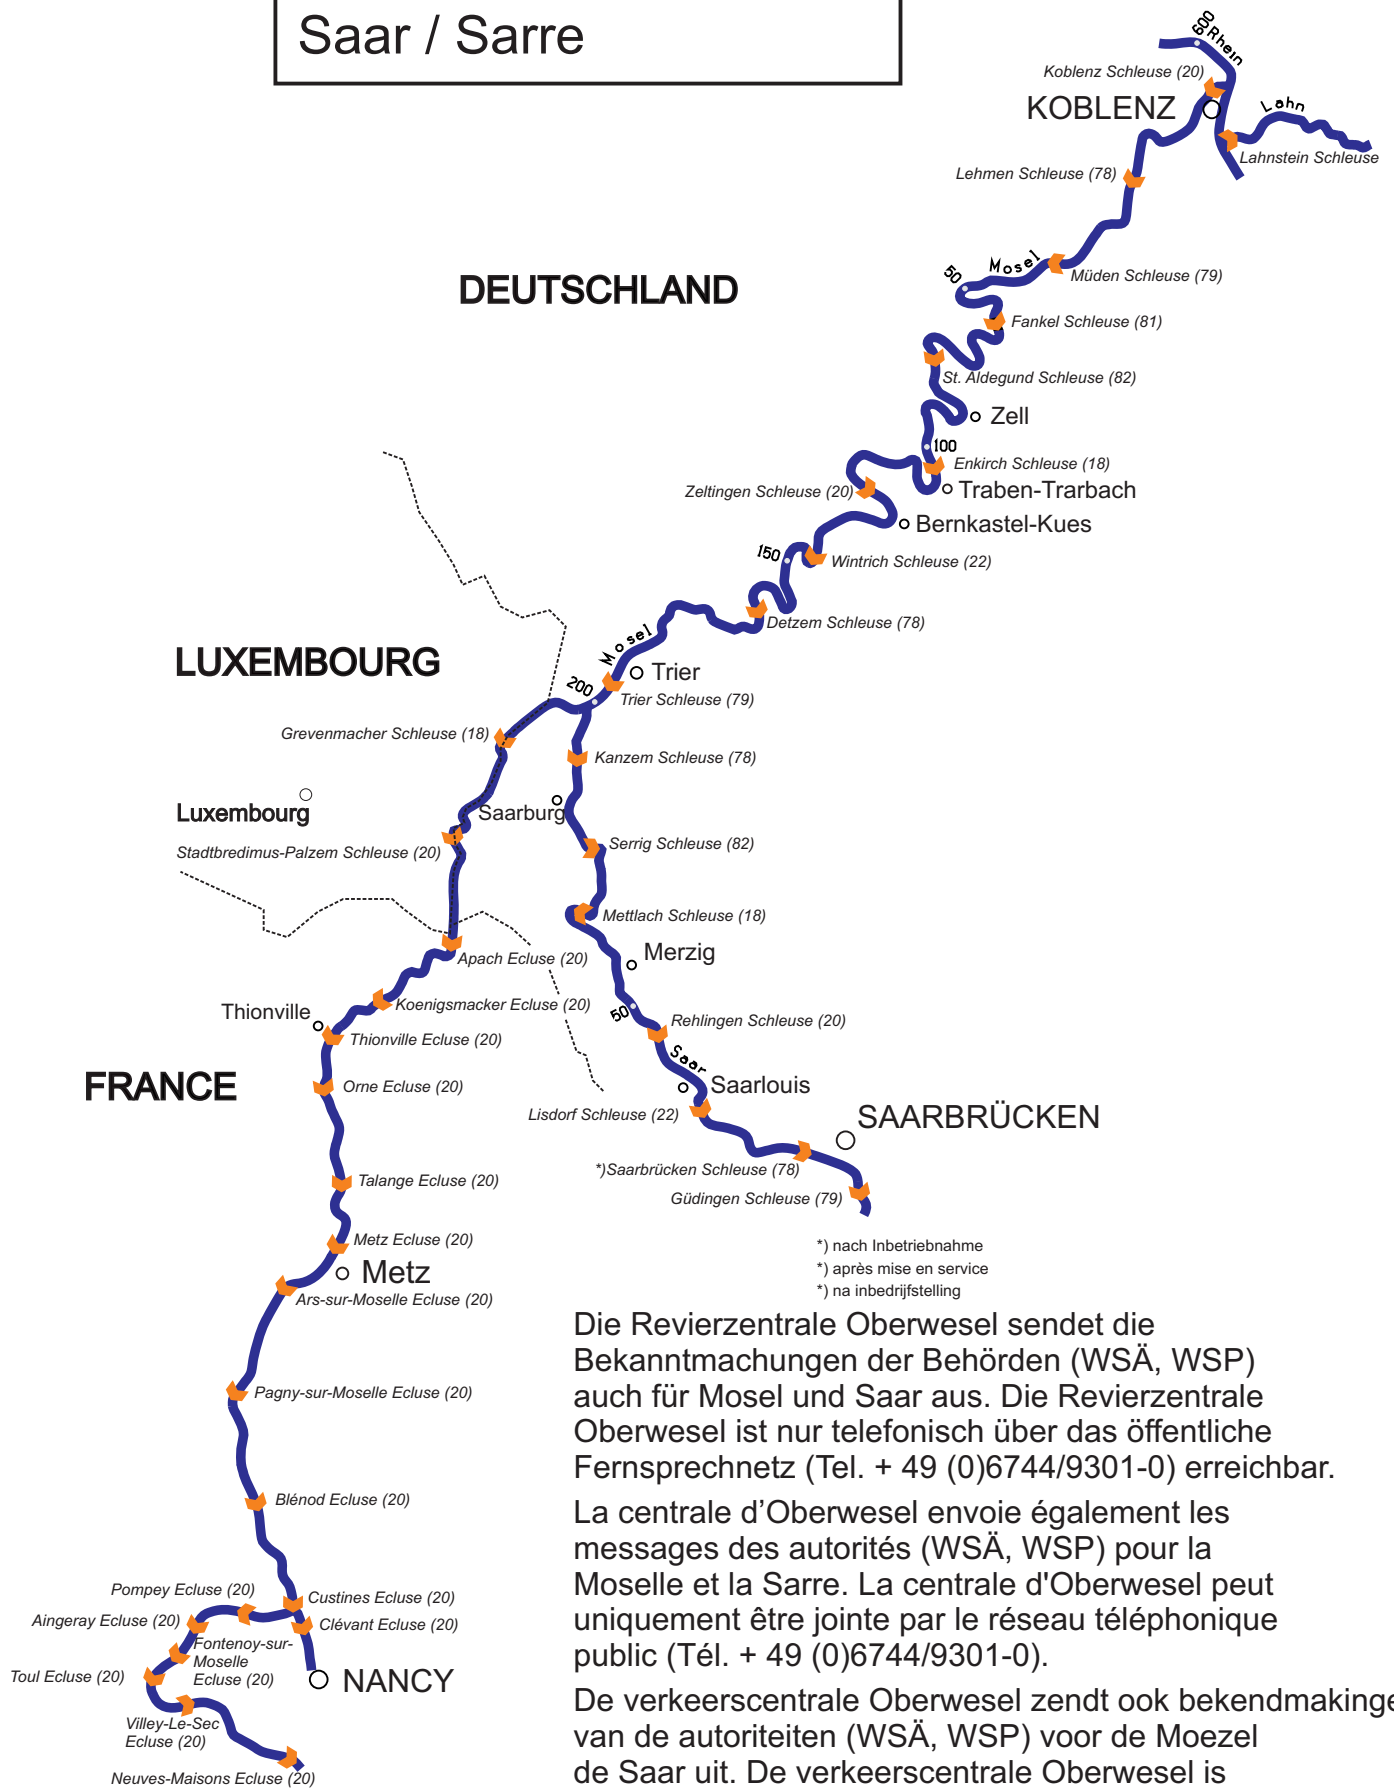 Saar / Sarre
600
Rhein
Koblenz Schleuse (20)
KOBLENZ
Lahn
Lahnstein Schleuse
Lehmen Schleuse (78)
DEUTSCHLAND
50
Mosel
Müden Schleuse (79)
Fankel Schleuse (81)
St. Aldegund Schleuse (82)
Zell
100
Enkirch Schleuse (18)
Zeltingen Schleuse (20)
Traben-Trarbach
Bernkastel-Kues
150
Wintrich Schleuse (22)
Detzem Schleuse (78)
Mosel
LUXEMBOURG
Trier
200
Trier Schleuse (79)
Grevenmacher Schleuse (18)
Kanzem Schleuse (78)
Luxembourg
Saarburg
Stadtbredimus-Palzem Schleuse (20)
Serrig Schleuse (82)
Mettlach Schleuse (18)
Merzig
Apach Ecluse (20)
Koenigsmacker Ecluse (20)
Thionville
50
Rehlingen Schleuse (20)
Thionville Ecluse (20)
Saar
FRANCE
Orne Ecluse (20)
Saarlouis
Lisdorf Schleuse (22)
SAARBRÜCKEN
*)Saarbrücken Schleuse (78)
Talange Ecluse (20)
Güdingen Schleuse (79)
Metz Ecluse (20)
*) nach Inbetriebnahme
*) après mise en service
*) na inbedrijfstelling
Metz
Ars-sur-Moselle Ecluse (20)
Die Revierzentrale Oberwesel sendet die
Bekanntmachungen der Behörden (WSÄ, WSP)
auch für Mosel und Saar aus. Die Revierzentrale
Oberwesel ist nur telefonisch über das öffentliche
Fernsprechnetz (Tel. + 49 (0)6744/9301-0) erreichbar.
Pagny-sur-Moselle Ecluse (20)
Blénod Ecluse (20)
La centrale d’Oberwesel envoie également les
messages des autorités (WSÄ, WSP) pour la
Moselle et la Sarre. La centrale d'Oberwesel peut
uniquement être jointe par le réseau téléphonique
public (Tél. + 49 (0)6744/9301-0).
Pompey Ecluse (20)
Custines Ecluse (20)
Aingeray Ecluse (20)
Clévant Ecluse (20)
Fontenoy-sur-
Moselle
Ecluse (20)
Toul Ecluse (20)
NANCY
Villey-Le-Sec
Ecluse (20)
Neuves-Maisons Ecluse (20)
De verkeerscentrale Oberwesel zendt ook bekendmakinge
van de autoriteiten (WSÄ, WSP) voor de Moezel
de Saar uit. De verkeerscentrale Oberwesel is